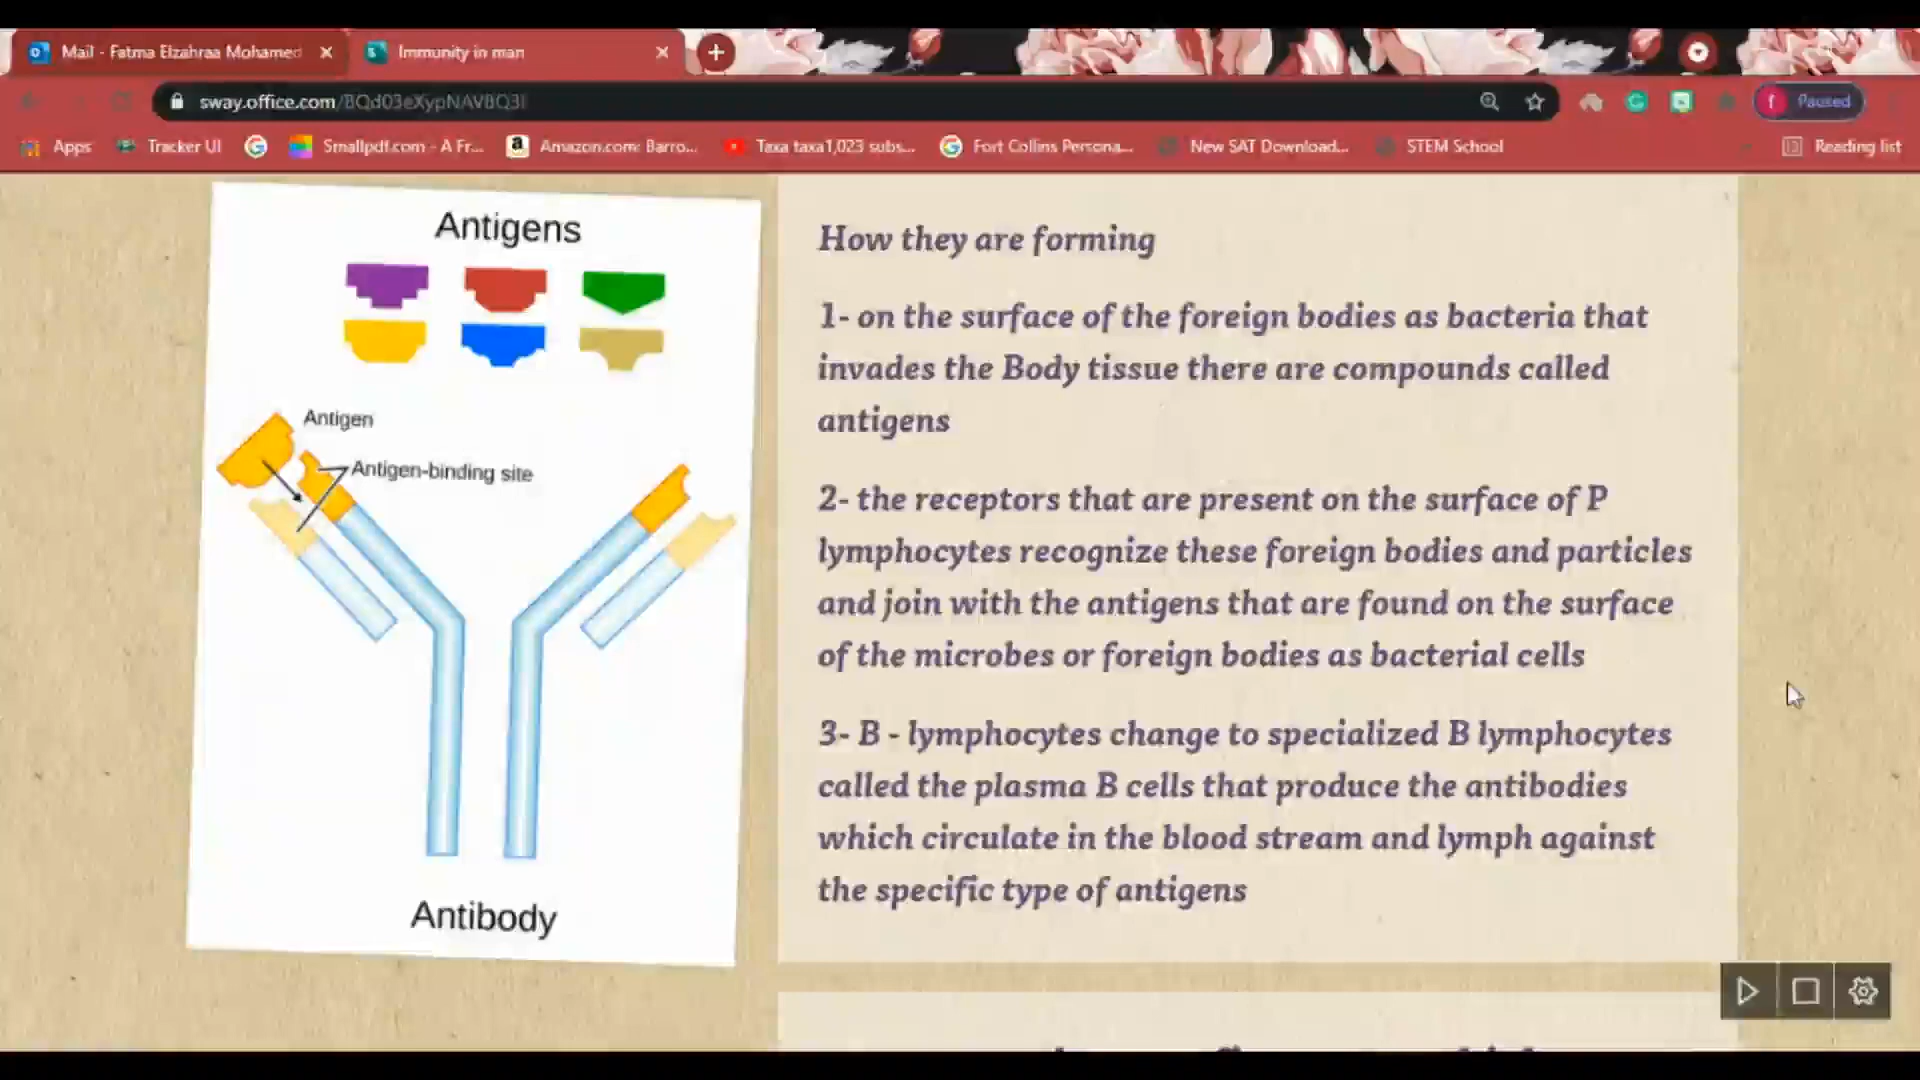 Mail - Fatma Elzahraa Mohamed
Immunity in man
sway.office.com/8Qd03eXypNAV8Q3l
Paused
Apps
Tracker UI
Smallpdf.com - A Fr...
Amazon.com: Barro...
Taxa taxa1,023 subs...
Fort Collins Persona...
New SAT Download...
STEM School
Reading list
Antigens
Antigen
Antigen-binding site
Antibody
How they are forming
1- on the surface of the foreign bodies as bacteria that
invades the Body tissue there are compounds called
antigens
2- the receptors that are present on the surface of P
lymphocytes recognize these foreign bodies and particles
and join with the antigens that are found on the surface
of the microbes or foreign bodies as bacterial cells
3- B - lymphocytes change to specialized B lymphocytes
called the plasma B cells that produce the antibodies
which circulate in the blood stream and lymph against
the specific type of antigens